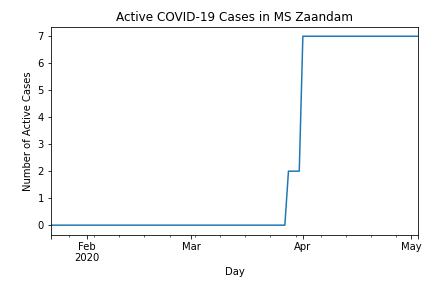 Active COVID-19 Cases in MS Zaandam
Number of Active Cases
7
6
5
4
3
2
1
0
Feb Mar Apr May
2020
Day